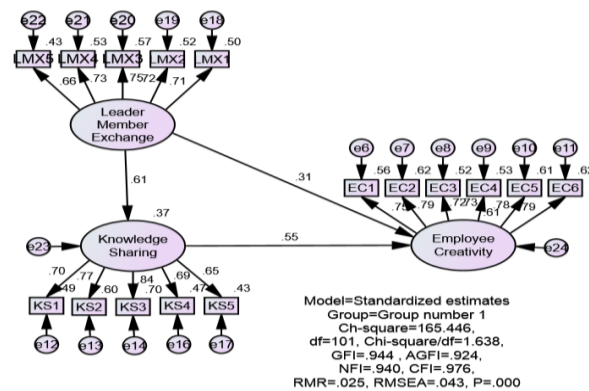 e22 e21 e20 e19 e18
.43 .53 .57 .52 .50
LMX5 LMX4 LMX3 LMX2 LMX1
.66 .73 .75 .72 .71
Leader
Member
Exchange
e6 e7 e8 e9 e10 e11
.56 .62 .52 .53 .61 .62
EC1 EC2 EC3 EC4 EC5 EC6
.75 .79 .72 .73 .78 .79
.61
.61
.31
.37
e23
Knowledge
Sharing
.55
Employee
Creativity
e24
.70 .77 .84 .69 .65
.49 .60 .70 .47 .43
KS1 KS2 KS3 KS4 KS5
e12 e13 e14 e16 e17
Model=Standardized estimates
Group=Group number 1
Ch-square=165.446,
df=101, Chi-square/df=1.638,
GFI=.944 , AGFI=.924,
NFI=.940, CFI=.976,
RMR=.025, RMSEA=.043, P=.000